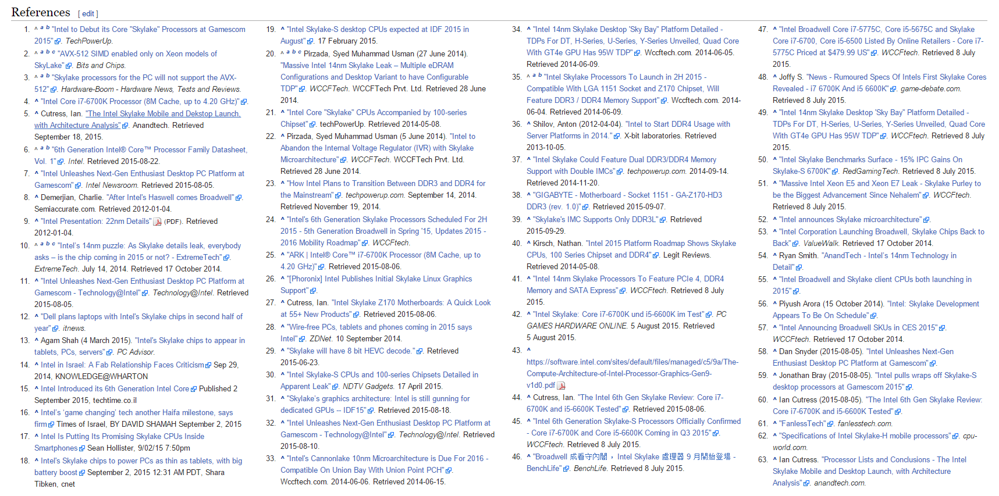 References [ edit ]
1. ^ a b "Intel to Debut its Core "Skylake" Processors at Gamescom
2015". TechPowerUp.
2. ^ a b c "AVX-512 SIMD enabled only on Xeon models of
SkyLake". Bits and Chips.
3. ^ a b "Skylake processors for the PC will not support the AVX-
512". Hardware-Boom - Hardware News, Tests and Reviews.
4. ^ "Intel Core i7-6700K Processor (8M Cache, up to 4.20 GHz)".
5. ^ Cutress, Ian. "The Intel Skylake Mobile and Dekstop Launch,
with Architecture Analysis". Anandtech. Retrieved
September 18, 2015.
6. ^ a b "6th Generation Intel® Core™ Processor Family Datasheet,
Vol. 1". Intel. Retrieved 2015-08-22.
7. ^ "Intel Unleashes Next-Gen Enthusiast Desktop PC Platform at
Gamescom". Intel Newsroom. Retrieved 2015-08-05.
8. ^ Demerjian, Charlie. "After Intel's Haswell comes Broadwell".
Semiaccurate.com. Retrieved 2012-01-04.
9. ^ "Intel Presentation: 22nm Details" (PDF). Retrieved
2012-01-04.
10. ^ a b c "Intel's 14nm puzzle: As Skylake details leak, everybody
asks – is the chip coming in 2015 or not? - ExtremeTech".
ExtremeTech. July 14, 2014. Retrieved 17 October 2014.
11. ^ "Intel Unleashes Next-Gen Enthusiast Desktop PC Platform at
Gamescom - Technology@Intel". Technology@Intel. Retrieved
2015-08-05.
12. ^ "Dell plans laptops with Intel's Skylake chips in second half of
year". itnews.
13. ^ Agam Shah (4 March 2015). "Intel's Skylake chips to appear in
tablets, PCs, servers". PC Advisor.
14. ^ Intel in Israel: A Fab Relationship Faces Criticism Sep 29,
2014, KNOWLEDGE@WHARTON
15. ^ Intel Introduced its 6th Generation Intel Core Published 2
September 2015, techtime.co.il
16. ^ Intel's 'game changing' tech another Haifa milestone, says
firm Times of Israel, BY DAVID SHAMAH September 2, 2015
17. ^ Intel Is Putting Its Promising Skylake CPUs Inside
Smartphones Sean Hollister, 9/02/15 7:50pm
18. ^ Intel's Skylake chips to power PCs as thin as tablets, with big
battery boost September 2, 2015 12:31 AM PDT, Shara
Tibken, cnet
19. ^ "Intel Skylake-S desktop CPUs expected at IDF 2015 in
August". 17 February 2015.
20. ^ a b c Pirzada, Syed Muhammad Usman (27 June 2014).
"Massive Intel 14nm Skylake Leak – Multiple eDRAM
Configurations and Desktop Variant to have Configurable
TDP". WCCFTech. WCCFTech Prvt. Ltd. Retrieved 28 June
2014.
21. ^ "Intel Core "Skylake" CPUs Accompanied by 100-series
Chipset". techPowerUp. Retrieved 2014-05-08.
22. ^ Pirzada, Syed Muhammad Usman (5 June 2014). "Intel to
Abandon the Internal Voltage Regulator (IVR) with Skylake
Microarchitecture". WCCFTech. WCCFTech Prvt. Ltd.
Retrieved 28 June 2014.
23. ^ "How Intel Plans to Transition Between DDR3 and DDR4 for
the Mainstream". techpowerup.com. September 14, 2014.
Retrieved November 19, 2014.
24. ^ "Intel's 6th Generation Skylake Processors Scheduled For 2H
2015 - 5th Generation Broadwell in Spring '15, Updates 2015 -
2016 Mobility Roadmap". WCCFtech.
25. ^ "ARK | Intel® Core™ i7-6700K Processor (8M Cache, up to
4.20 GHz)". Retrieved 2015-08-06.
26. ^ "[Phoronix] Intel Publishes Initial Skylake Linux Graphics
Support".
27. ^ Cutress, Ian. "Intel Skylake Z170 Motherboards: A Quick Look
at 55+ New Products". Retrieved 2015-08-06.
28. ^ "Wire-free PCs, tablets and phones coming in 2015 says
Intel". ZDNet. 10 September 2014.
29. ^ "Skylake will have 8 bit HEVC decode.". Retrieved
2015-06-23.
30. ^ "Intel Skylake-S CPUs and 100-series Chipsets Detailed in
Apparent Leak". NDTV Gadgets. 17 April 2015.
31. ^ "Skylake's graphics architecture: Intel is still gunning for
dedicated GPUs -- IDF15". Retrieved 2015-08-18.
32. ^ "Intel Unleashes Next-Gen Enthusiast Desktop PC Platform at
Gamescom - Technology@Intel". Technology@Intel. Retrieved
2015-08-10.
33. ^ "Intel's Cannonlake 10nm Microarchitecture is Due For 2016 -
Compatible On Union Bay With Union Point PCH".
Wccftech.com. 2014-06-06. Retrieved 2014-06-15.
34. ^ "Intel 14nm Skylake Desktop 'Sky Bay" Platform Detailed -
TDPs For DT, H-Series, U-Series, Y-Series Unveiled, Quad Core
With GT4e GPU Has 95W TDP". Wccftech.com. 2014-06-05.
Retrieved 2014-06-09.
35. ^ a b "Intel Skylake Processors To Launch in 2H 2015 -
Compatible With LGA 1151 Socket and Z170 Chipset, Will
Feature DDR3 / DDR4 Memory Support". Wccftech.com. 2014-
06-04. Retrieved 2014-06-09.
36. ^ Shilov, Anton (2012-04-04). "Intel to Start DDR4 Usage with
Server Platforms in 2014.". X-bit laboratories. Retrieved
2013-10-05.
37. ^ "Intel Skylake Could Feature Dual DDR3/DDR4 Memory
Support with Double IMCs". techpowerup.com. 2014-09-14.
Retrieved 2014-11-20.
38. ^ "GIGABYTE - Motherboard - Socket 1151 - GA-Z170-HD3
DDR3 (rev. 1.0)". Retrieved 2015-09-07.
39. ^ "Skylake's IMC Supports Only DDR3L". Retrieved
2015-09-29.
40. ^ Kirsch, Nathan. "Intel 2015 Platform Roadmap Shows Skylake
CPUs, 100 Series Chipset and DDR4". Legit Reviews.
Retrieved 2014-05-08.
41. ^ "Intel 14nm Skylake Processors To Feature PCIe 4, DDR4
Memory and SATA Express". WCCFtech. Retrieved 8 July
2015.
42. ^ "Intel Skylake: Core i7-6700K und i5-6600K im Test". PC
GAMES HARDWARE ONLINE. 5 August 2015. Retrieved
5 August 2015.
43. ^
https://software.intel.com/sites/default/files/managed/c5/9a/The-
Compute-Architecture-of-Intel-Processor-Graphics-Gen9-
v1d0.pdf
44. ^ Cutress, Ian. "The Intel 6th Gen Skylake Review: Core i7-
6700K and i5-6600K Tested". Retrieved 2015-08-06.
45. ^ "Intel 6th Generation Skylake-S Processors Officially Confirmed
- Core i7-6700K and Core i5-6600K Coming in Q3 2015".
WCCFtech. Retrieved 8 July 2015.
46. ^ "Broadwell 成看守內閣， Intel Skylake 處理器 9 月開始登場 -
BenchLife". BenchLife. Retrieved 8 July 2015.
47. ^ "Intel Broadwell Core i7-5775C, Core i5-5675C and Skylake
Core i7-6700, Core i5-6500 Listed By Online Retailers - Core i7-
5775C Priced at $479.99 US". WCCFtech. Retrieved 8 July
2015.
48. ^ Joffy S. "News - Rumoured Specs Of Intels First Skylake Cores
Revealed - i7 6700K And i5 6600K". game-debate.com.
Retrieved 8 July 2015.
49. ^ "Intel 14nm Skylake Desktop 'Sky Bay" Platform Detailed -
TDPs For DT, H-Series, U-Series, Y-Series Unveiled, Quad Core
With GT4e GPU Has 95W TDP". WCCFtech. Retrieved 8 July
2015.
50. ^ "Intel Skylake Benchmarks Surface - 15% IPC Gains On
Skylake-S 6700K". RedGamingTech. Retrieved 8 July 2015.
51. ^ "Massive Intel Xeon E5 and Xeon E7 Leak - Skylake Purley to
be the Biggest Advancement Since Nehalem". WCCFtech.
Retrieved 8 July 2015.
52. ^ "Intel announces Skylake microarchitecture".
53. ^ "Intel Corporation Launching Broadwell, Skylake Chips Back to
Back". ValueWalk. Retrieved 17 October 2014.
54. ^ Ryan Smith. "AnandTech - Intel's 14nm Technology in
Detail".
55. ^ "Intel Broadwell and Skylake client CPUs both launching in
2015".
56. ^ Piyush Arora (15 October 2014). "Intel: Skylake Development
Appears To Be On Schedule".
57. ^ "Intel Announcing Broadwell SKUs in CES 2015".
WCCFtech. Retrieved 17 October 2014.
58. ^ Dan Snyder (2015-08-05). "Intel Unleashes Next-Gen
Enthusiast Desktop PC Platform at Gamescom".
59. ^ Jonathan Bray (2015-08-05). "Intel pulls wraps off Skylake-S
desktop processors at Gamescom 2015".
60. ^ Ian Cutress (2015-08-05). "The Intel 6th Gen Skylake Review:
Core i7-6700K and i5-6600K Tested".
61. ^ "FanlessTech". fanlesstech.com.
62. ^ "Specifications of Intel Skylake-H mobile processors". cpu-
world.com.
63. ^ Ian Cutress. "Processor Lists and Conclusions - The Intel
Skylake Mobile and Desktop Launch, with Architecture
Analysis". anandtech.com.